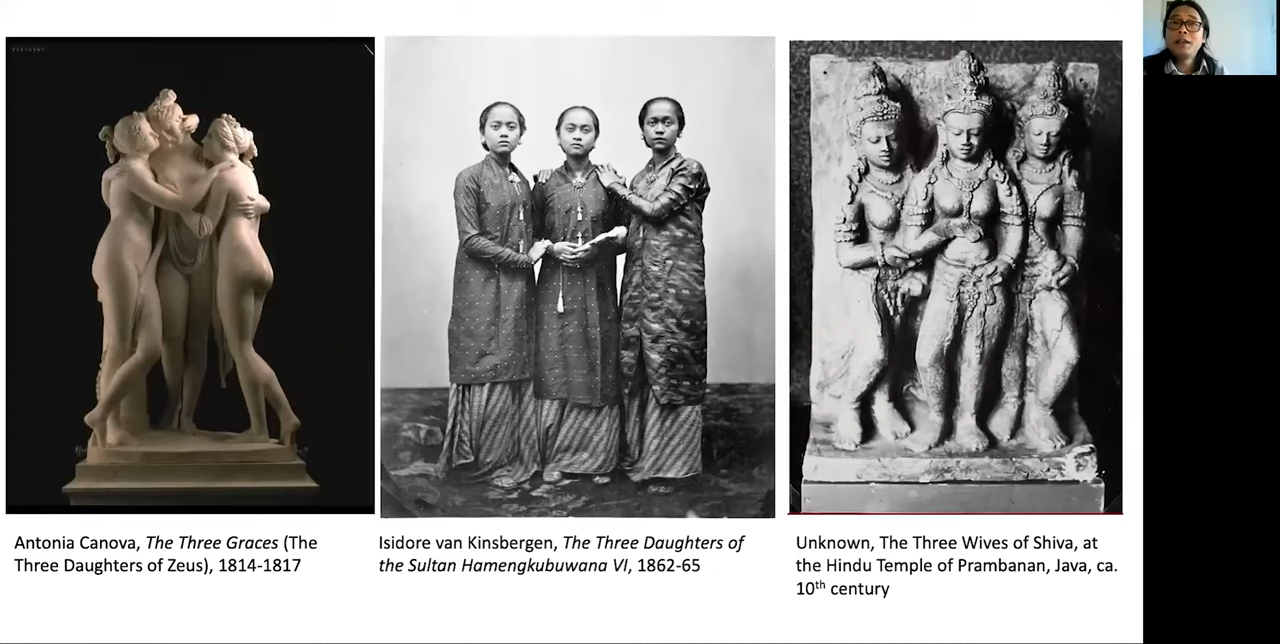 Antonia Canova, The Three Graces (The
Three Daughters of Zeus), 1814-1817
Isidore van Kinsbergen, The Three Daughters of
the Sultan Hamengkubuwana VI, 1862-65
Unknown, The Three Wives of Shiva, at
the Hindu Temple of Prambanan, Java, ca.
10th century